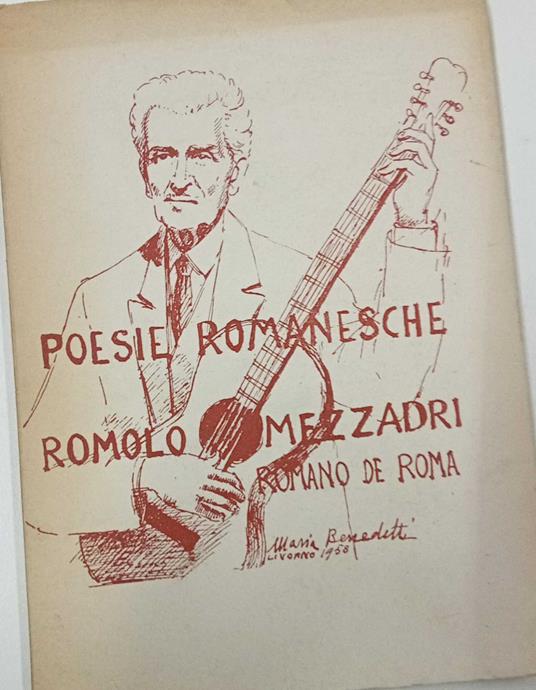 POESIE ROMANESCHE
ROMOLO MEZZADRI
ROMANO DE ROMA
Maria Benedetti
LIVORNO 1958